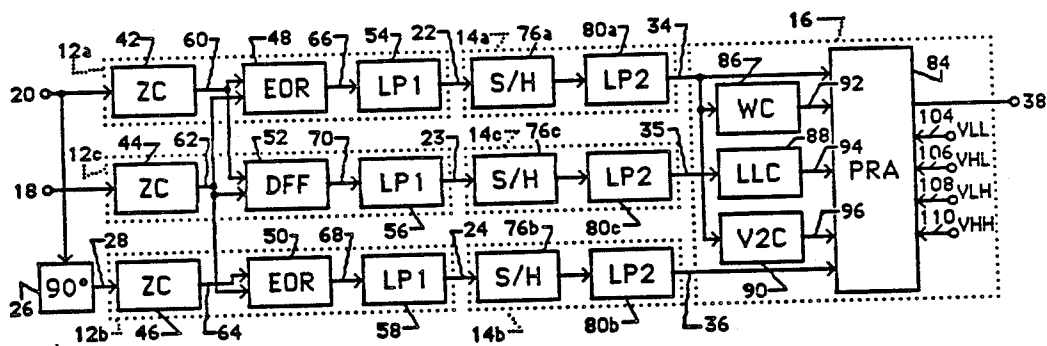 42 60 48 66 54 22 14a 76a 80a 34 16
12a
20 ZC EOR LP1 S/H LP2 86 92 84
WC 38
44 62 52 70 23 14c 76c 35 88 104 VLL
12c 94 106 VHL
18 ZC DFF LP1 S/H LP2 LLC PRA 108 VLH
96 110 VHH
50 68 56 24 76b 80c V2C
28
26 90° ZC EOR LP1 S/H LP2 90
12b 46 64 58 14b 80b 36